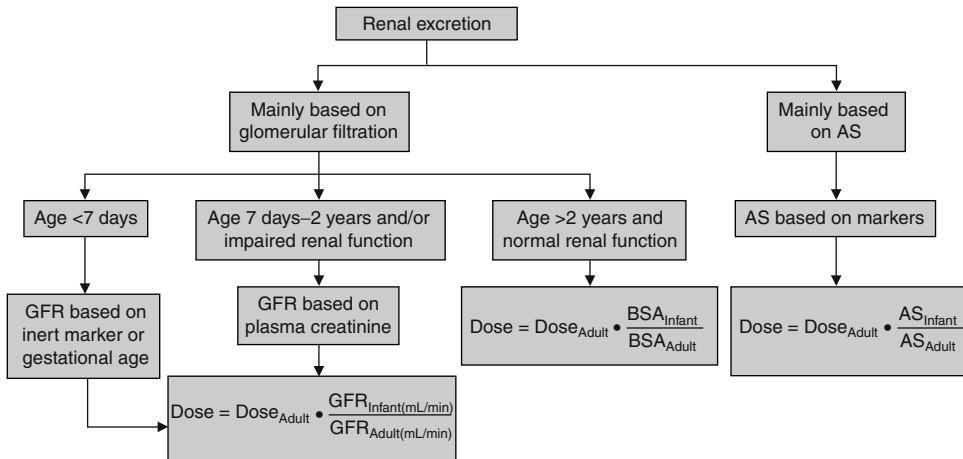 Renal excretion
Mainly based on
glomerular filtration
Mainly based
on AS
Age <7 days
Age 7 days–2 years and/or
impaired renal function
Age >2 years and
normal renal function
AS based on markers
GFR based on
inert marker or
gestational age
GFR based on
plasma creatinine
Dose = Dose_Adult • BSA_Infant / BSA_Adult
Dose = Dose_Adult • AS_Infant / AS_Adult
Dose = Dose_Adult • GFR_Infant(mL/min) / GFR_Adult(mL/min)